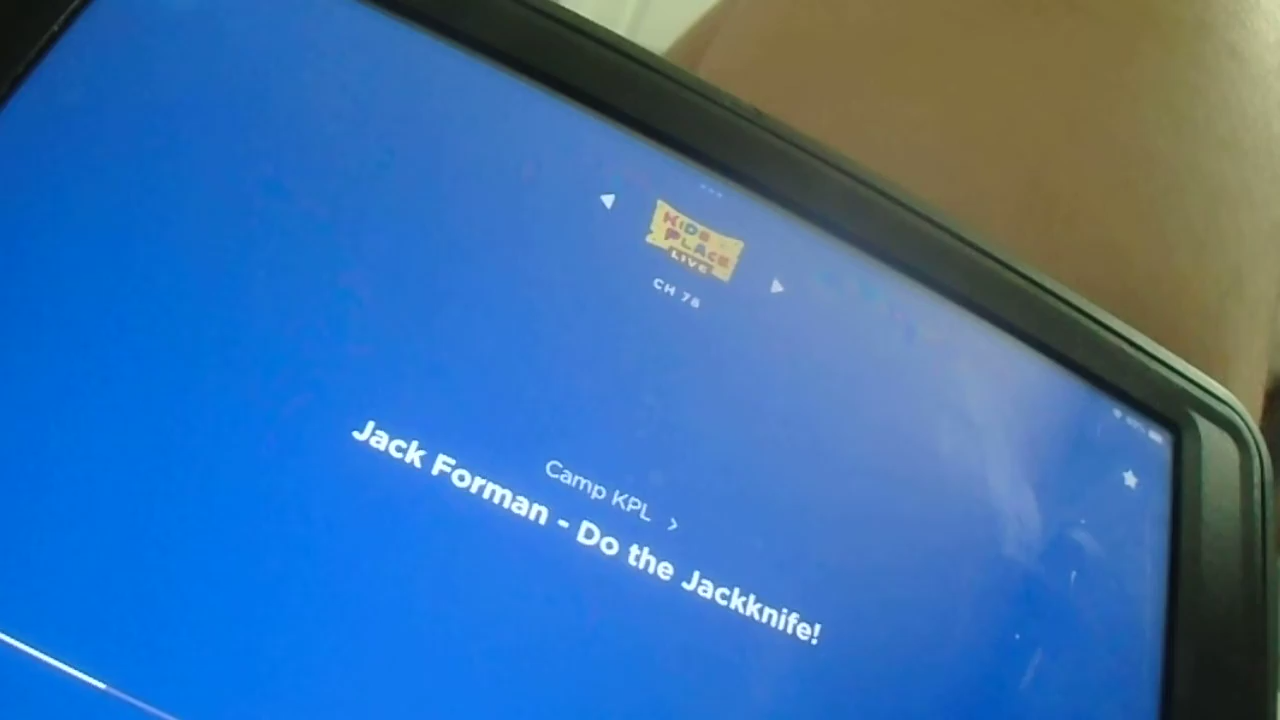 KIDS
PLACE
LIVE
CH 78
Camp KPL >
Jack Forman - Do the Jackknife!